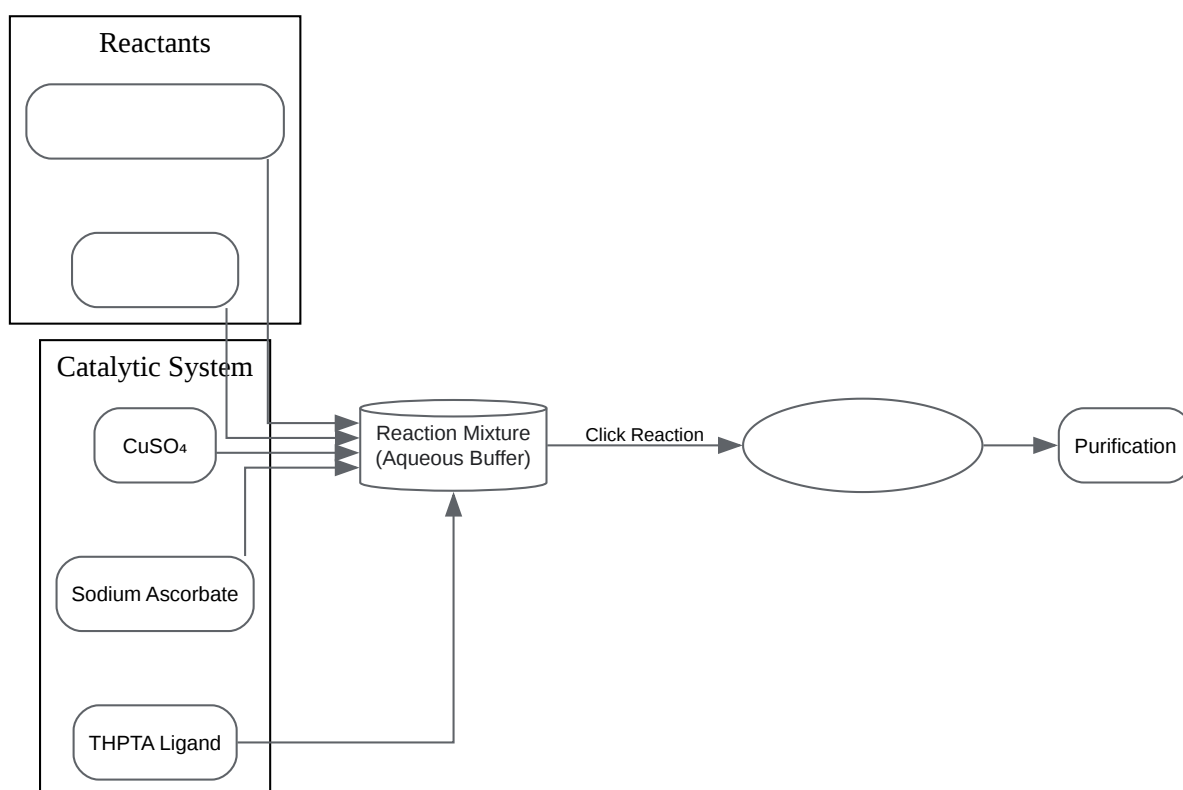 Reactants
Catalytic System
CuSO₄
Reaction Mixture
(Aqueous Buffer)
Click Reaction
Purification
Sodium Ascorbate
THPTA Ligand